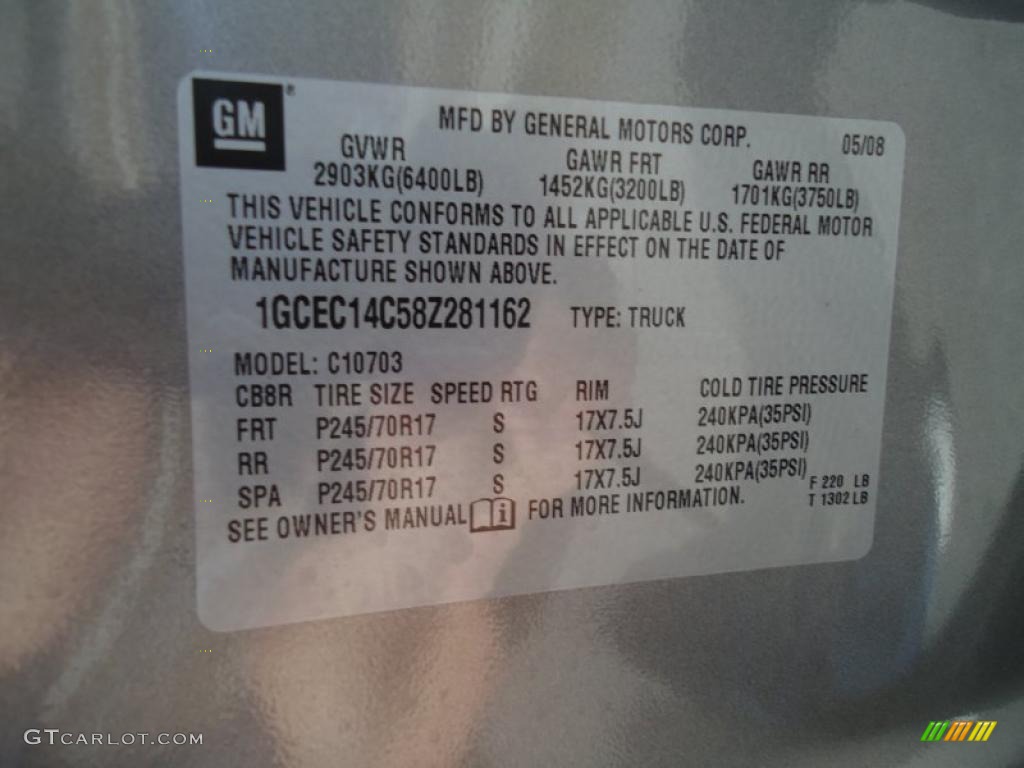 GM
MFD BY GENERAL MOTORS CORP. 05/08
GVWR GAWR FRT GAWR RR
2903KG(6400LB) 1452KG(3200LB) 1701KG(3750LB)
THIS VEHICLE CONFORMS TO ALL APPLICABLE U.S. FEDERAL MOTOR
VEHICLE SAFETY STANDARDS IN EFFECT ON THE DATE OF
MANUFACTURE SHOWN ABOVE.
1GCEC14C58Z281162 TYPE: TRUCK
MODEL: C10703
CB8R TIRE SIZE SPEED RTG RIM COLD TIRE PRESSURE
FRT P245/70R17 S 17X7.5J 240KPA(35PSI)
RR P245/70R17 S 17X7.5J 240KPA(35PSI)
SPA P245/70R17 S 17X7.5J 240KPA(35PSI)
F 220 LB
T 1302 LB
SEE OWNER'S MANUAL i FOR MORE INFORMATION.
GTCARLOT.COM